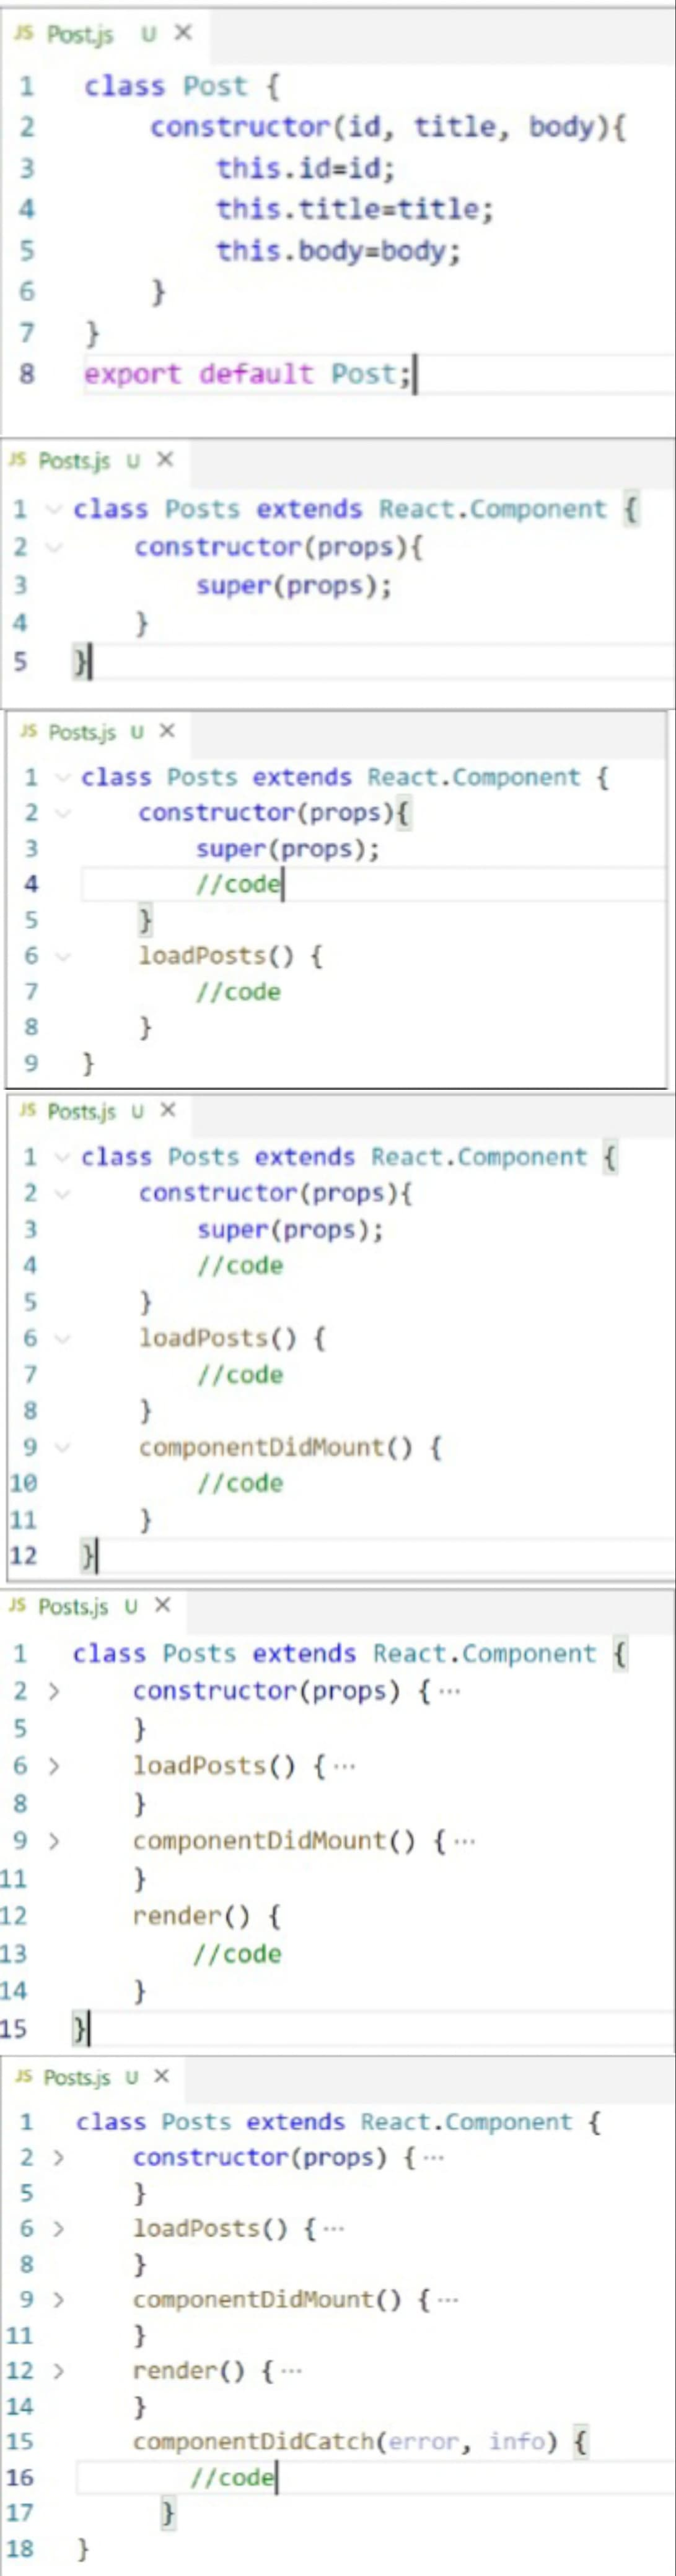 JS Post.js U ×
1 class Post {
2 constructor(id, title, body){
3 this.id=id;
4 this.title=title;
5 this.body=body;
6 }
7 }
8 export default Post;
JS Posts.js U ×
1 class Posts extends React.Component {
2 constructor(props){
3 super(props);
4 }
5 }
JS Posts.js U ×
1 class Posts extends React.Component {
2 constructor(props){
3 super(props);
4 //code
5 }
6 loadPosts() {
7 //code
8 }
9 }
JS Posts.js U ×
1 class Posts extends React.Component {
2 constructor(props){
3 super(props);
4 //code
5 }
6 loadPosts() {
7 //code
8 }
9 componentDidMount() {
10 //code
11 }
12 }
JS Posts.js U ×
1 class Posts extends React.Component {
2 > constructor(props) { ···
5 }
6 > loadPosts() { ···
8 }
9 > componentDidMount() { ···
11 }
12 render() {
13 //code
14 }
15 }
JS Posts.js U ×
1 class Posts extends React.Component {
2 > constructor(props) { ···
5 }
6 > loadPosts() { ···
8 }
9 > componentDidMount() { ···
11 }
12 > render() { ···
14 }
15 componentDidCatch(error, info) {
16 //code
17 }
18 }